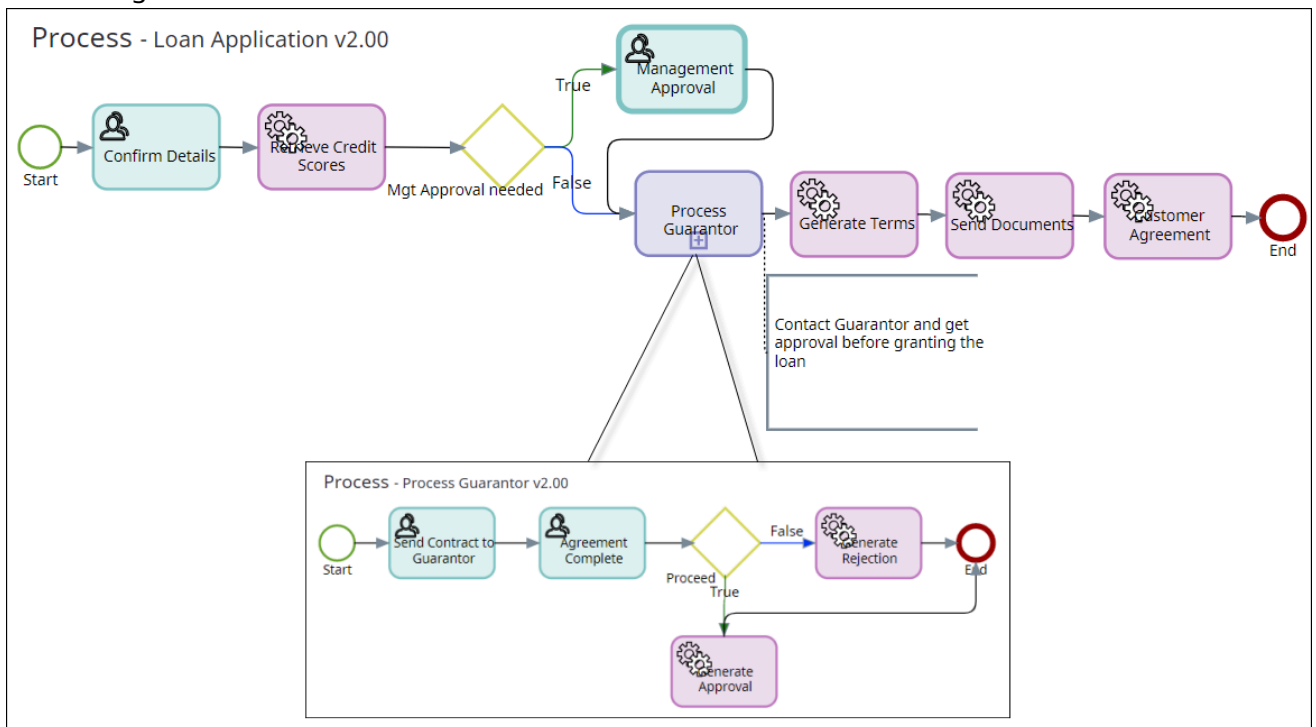 Process - Loan Application v2.00
Start
Confirm Details
Retrieve Credit
Scores
Mgt Approval needed
True
False
Management
Approval
Process
Guarantor
Generate Terms
Send Documents
Customer
Agreement
End
Contact Guarantor and get
approval before granting the
loan
Process - Process Guarantor v2.00
Start
Send Contract to
Guarantor
Agreement
Complete
Proceed
True
False
Generate
Rejection
End
Generate
Approval